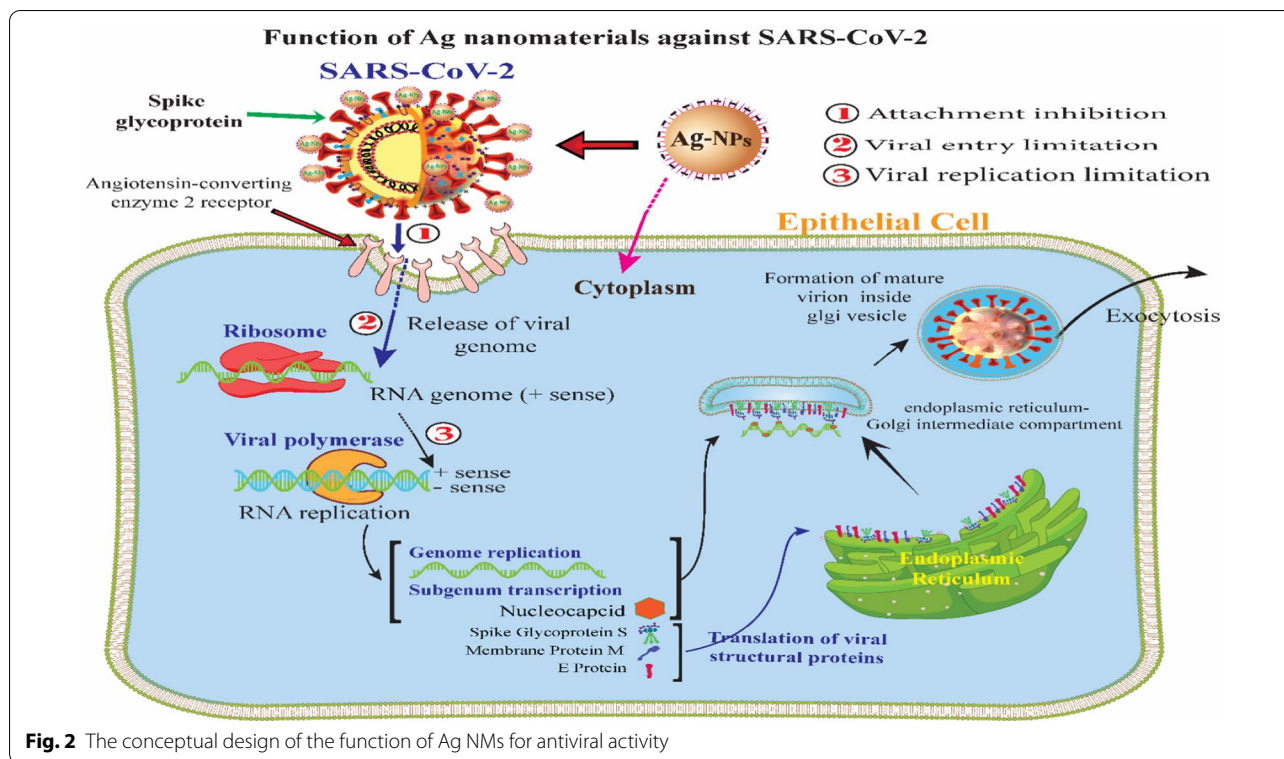 Function of Ag nanomaterials against SARS-CoV-2
SARS-CoV-2
Spike
glycoprotein
Ag-NPs
1 Attachment inhibition
2 Viral entry limitation
3 Viral replication limitation
Angiotensin-converting
enzyme 2 receptor
1
Epithelial Cell
Cytoplasm
Formation of mature
virion inside
glgi vesicle
Exocytosis
2
Release of viral
genome
Ribosome
RNA genome (+ sense)
endoplasmic reticulum-
Golgi intermediate compartment
3
Viral polymerase
+ sense
- sense
RNA replication
Genome replication
Subgenum transcription
Nucleocapcid
Spike Glycoprotein S
Membrane Protein M
E Protein
Translation of viral
structural proteins
Endoplasmic
Reticulum
Fig. 2 The conceptual design of the function of Ag NMs for antiviral activity